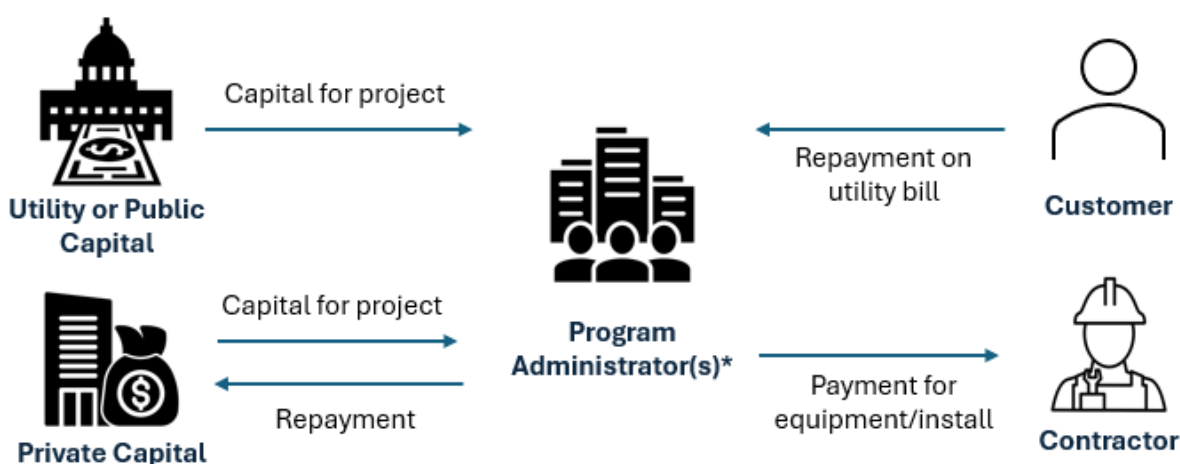 Capital for project
Utility or Public
Capital
Repayment on
utility bill
Customer
Capital for project
Repayment
Private Capital
Program
Administrator(s)*
Payment for
equipment/install
Contractor